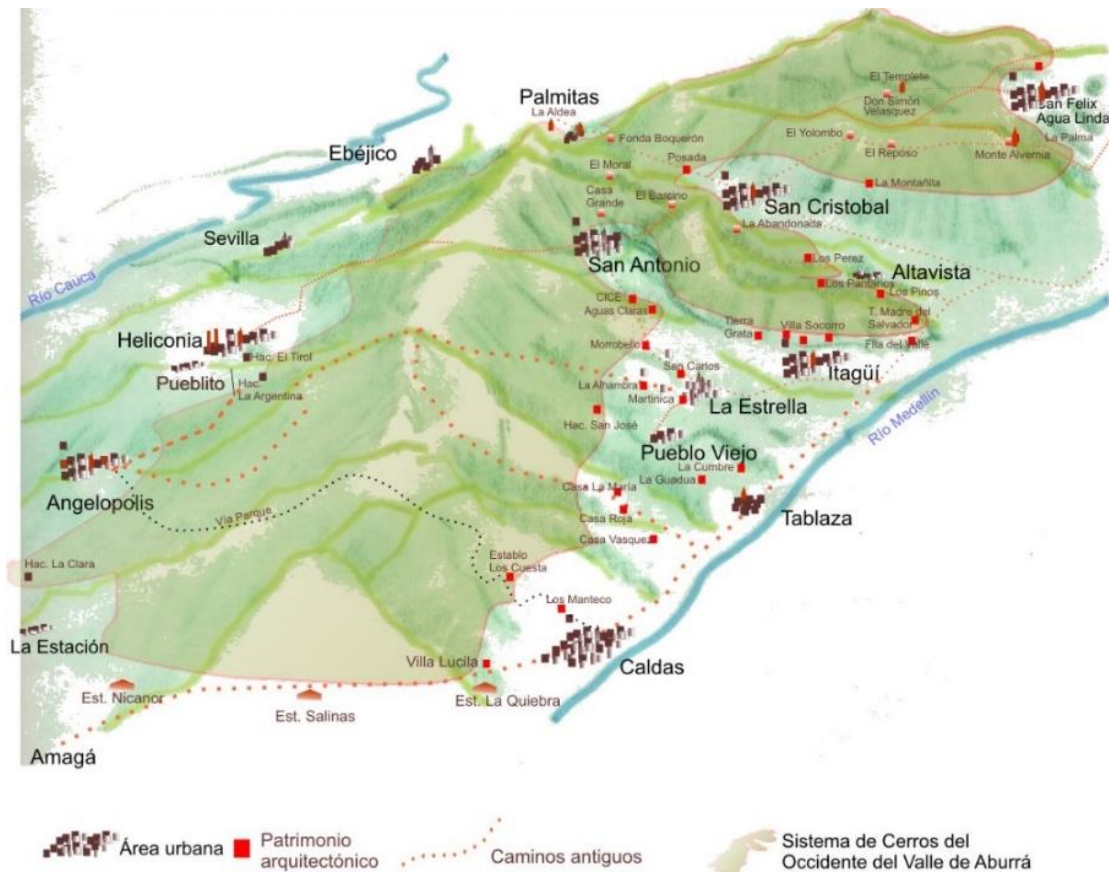 El Templete
San Felix
Agua Linda
Don Simón
Velasquez
Palmitas
La Aldea
Fonda Boquerón
El Yolombo
La Palma
Ebéjico
El Reposo
Monte Alvernia
El Moral
Posada
La Montañita
Casa
Grande
El Barcino
San Cristobal
La Abandonada
Sevilla
San Antonio
Los Perez
Altavista
Río Cauca
Los Pantanos
Los Pinos
CICE
Aguas Claras
Tierra
Grata
Villa Socorro
T. Madre del
Salvador
Heliconia
Hac. El Tirol
Morrobello
Flla del Valle
Itagüí
Pueblito
Hac.
La Argentina
San Carlos
La Alhambra
Martinica
La Estrella
Hac. San José
Río Medellín
Pueblo Viejo
La Cumbre
La Guadua
Angelopolis
Casa La María
Tablaza
Vía Parque
Casa Roja
Casa Vasquez
Hac. La Clara
Establo
Los Cuesta
Los Manteco
La Estación
Villa Lucila
Caldas
Est. Nicanor
Est. Salinas
Est. La Quiebra
Amagá
Área urbana
Patrimonio
arquitectónico
Caminos antiguos
Sistema de Cerros del
Occidente del Valle de Aburrá